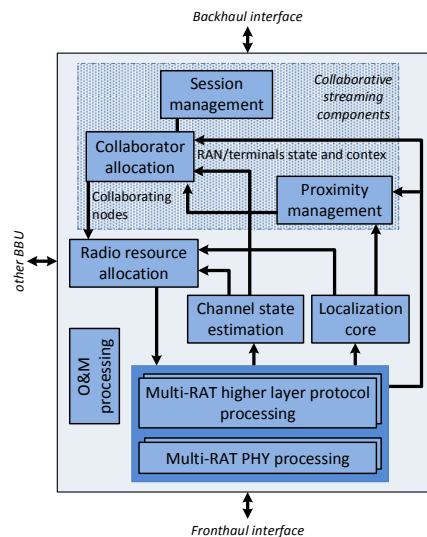 Backhaul interface
Session
management
Collaborative
streaming
components
Collaborator
allocation
RAN/terminals state and contex
Collaborating
nodes
Proximity
management
other BBU
Radio resource
allocation
Channel state
estimation
Localization
core
O&M
processing
Multi-RAT higher layer protocol
processing
Multi-RAT PHY processing
Fronthaul interface